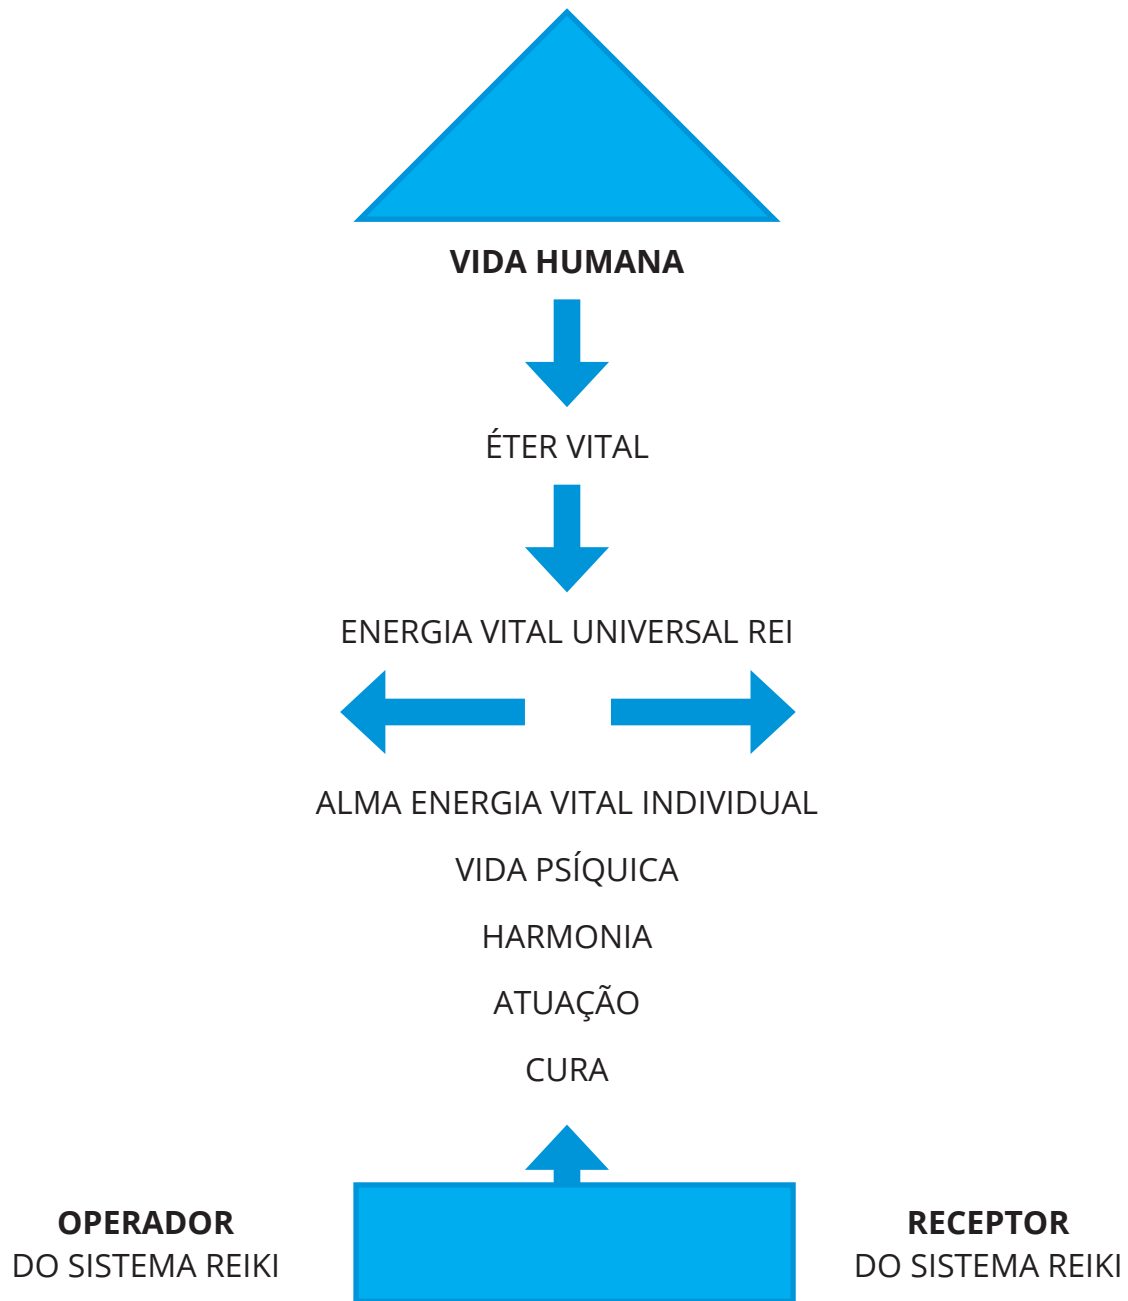 VIDA HUMANA
ÉTER VITAL
ENERGIA VITAL UNIVERSAL REI
ALMA ENERGIA VITAL INDIVIDUAL
VIDA PSÍQUICA
HARMONIA
ATUAÇÃO
CURA
OPERADOR
DO SISTEMA REIKI
RECEPTOR
DO SISTEMA REIKI